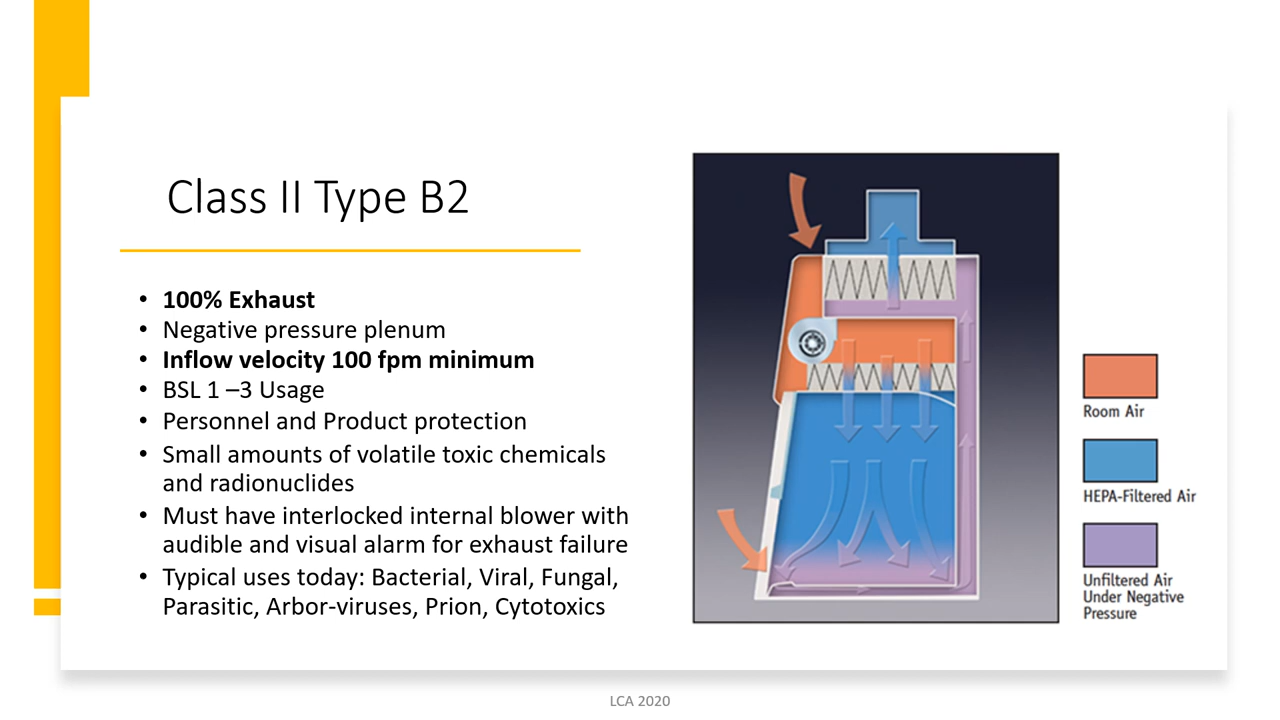 Class II Type B2
• 100% Exhaust
• Negative pressure plenum
• Inflow velocity 100 fpm minimum
• BSL 1 –3 Usage
• Personnel and Product protection
• Small amounts of volatile toxic chemicals
and radionuclides
• Must have interlocked internal blower with
audible and visual alarm for exhaust failure
• Typical uses today: Bacterial, Viral, Fungal,
Parasitic, Arbor-viruses, Prion, Cytotoxics
Room Air
HEPA-Filtered Air
Unfiltered Air
Under Negative
Pressure
LCA 2020